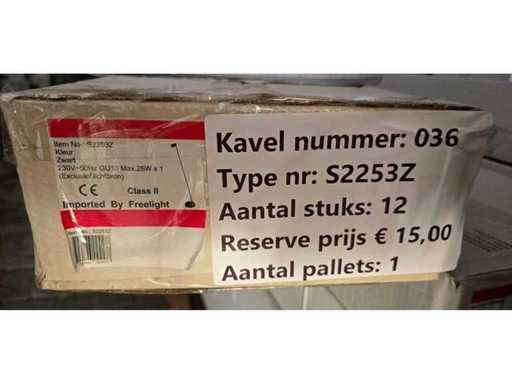 Item No.: S2253Z
Kleur:
Zwart
230V~50Hz GU10 Max.25W x 1
(Exclusief lichtbron)
CE Class II
Imported By Freelight
Kavel nummer: 036
Type nr: S2253Z
Aantal stuks: 12
Reserve prijs € 15,00
Aantal pallets: 1